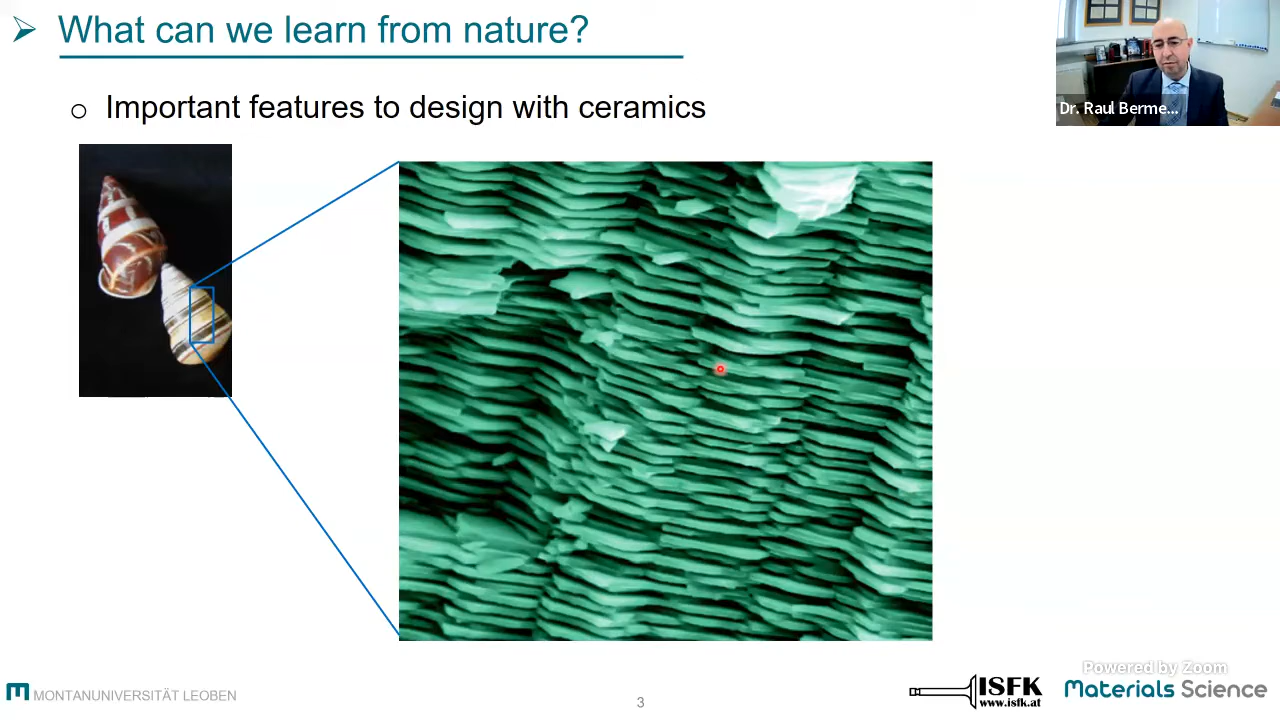 What can we learn from nature?
Important features to design with ceramics
Dr. Raul Berme...
Powered by Zoom
MONTANUNIVERSITÄT LEOBEN
3
ISFK
www.isfk.at
Materials Science